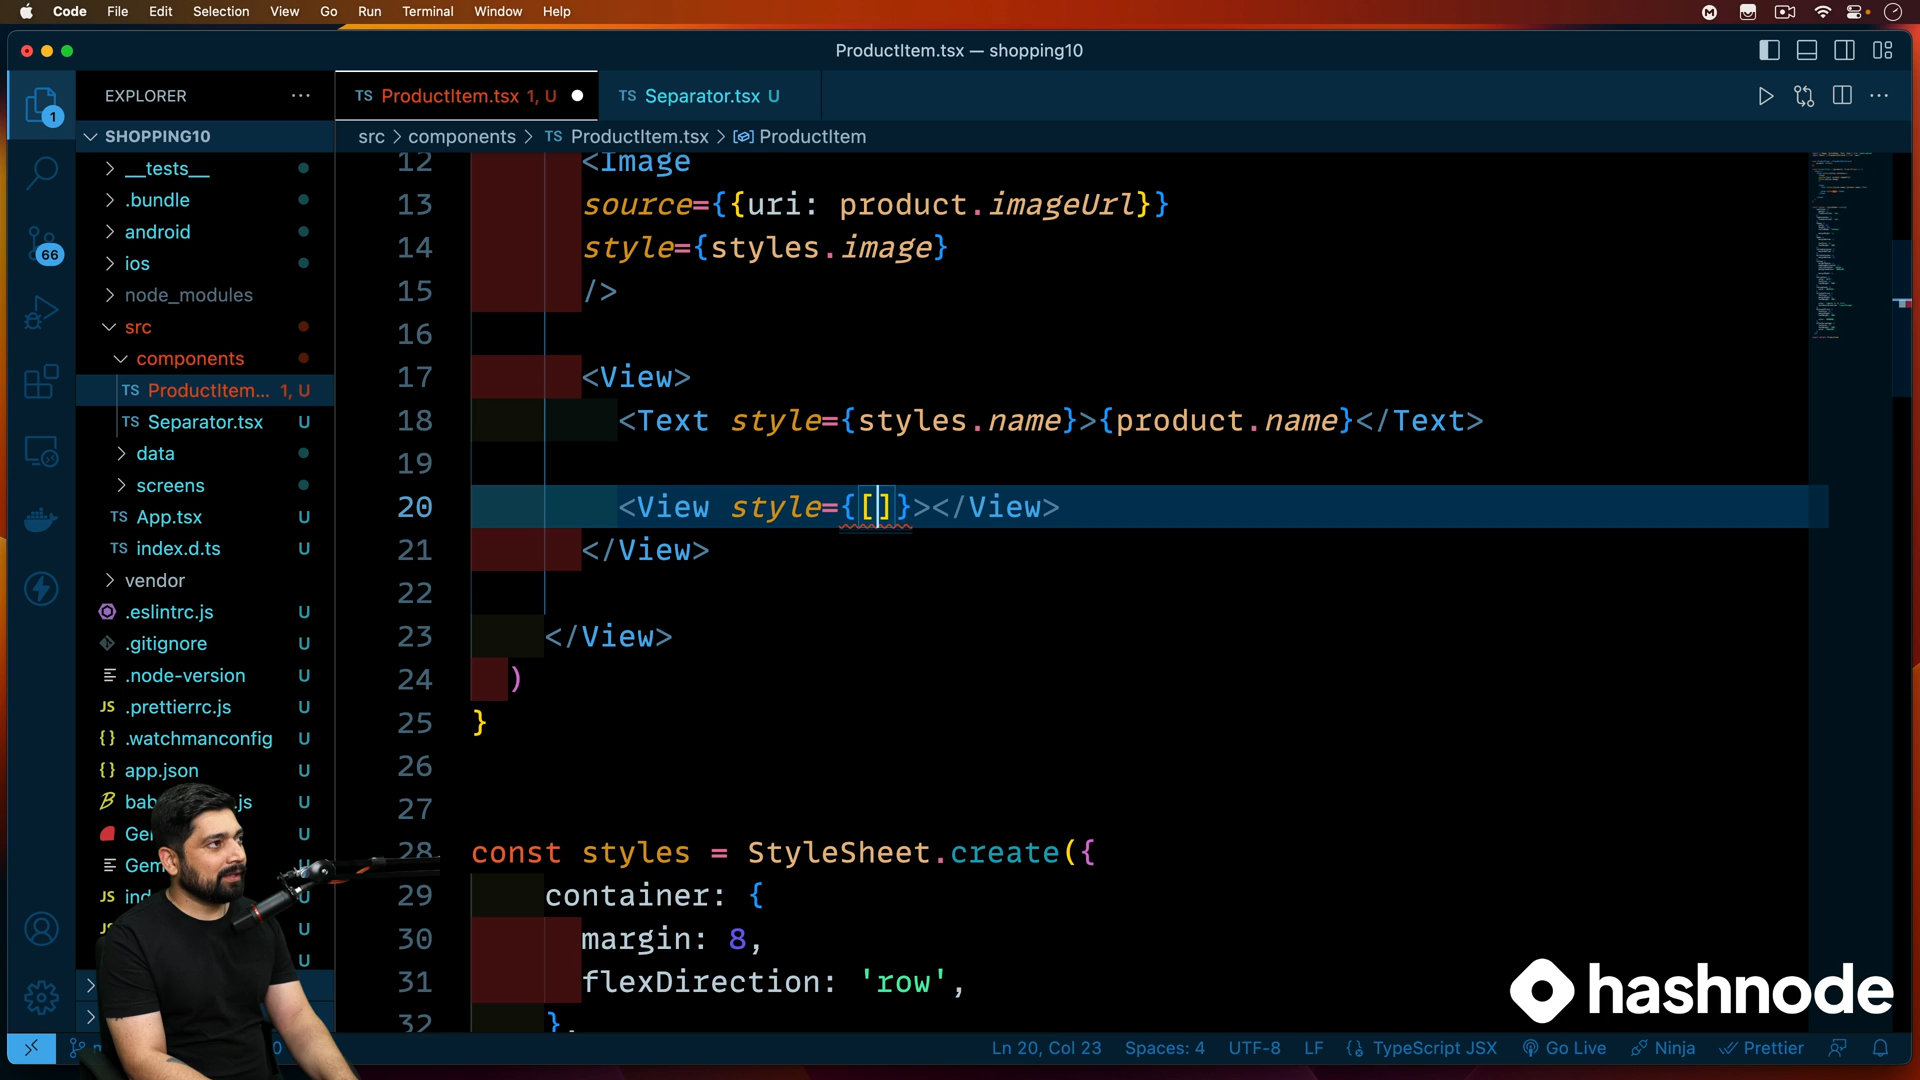 Code File Edit Selection View Go Run Terminal Window Help
ProductItem.tsx — shopping10
EXPLORER
TS ProductItem.tsx 1, U
TS Separator.tsx U
src > components > TS ProductItem.tsx > ProductItem
1
66
SHOPPING10
__tests__
.bundle
android
ios
node_modules
src
components
TS ProductItem... 1, U
TS Separator.tsx U
data
screens
TS App.tsx U
TS index.d.ts U
vendor
.eslintrc.js U
.gitignore U
.node-version U
JS .prettierrc.js U
{} .watchmanconfig U
{} app.json U
.js U
U
U
JS U
U
U
12 <Image
13 source={{uri: product.imageUrl}}
14 style={styles.image}
15 />
16
17 <View>
18 <Text style={styles.name}>{product.name}</Text>
19
20 <View style={[]}></View>
21 </View>
22
23 </View>
24 )
25 }
26
27
28 const styles = StyleSheet.create({
29 container: {
30 margin: 8,
31 flexDirection: 'row',
32 },
hashnode
Ln 20, Col 23 Spaces: 4 UTF-8 LF TypeScript JSX Go Live Ninja Prettier